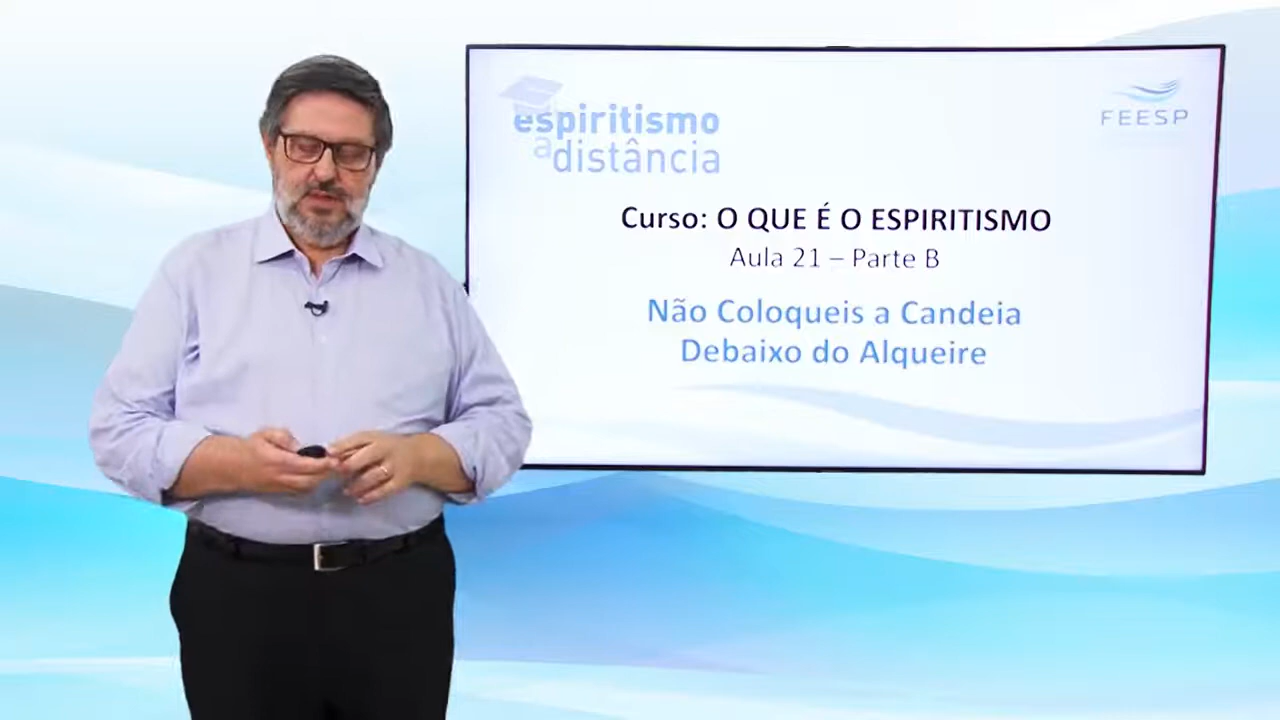 espiritismo
a distância
FEESP
Curso: O QUE É O ESPIRITISMO
Aula 21 – Parte B
Não Coloqueis a Candeia
Debaixo do Alqueire